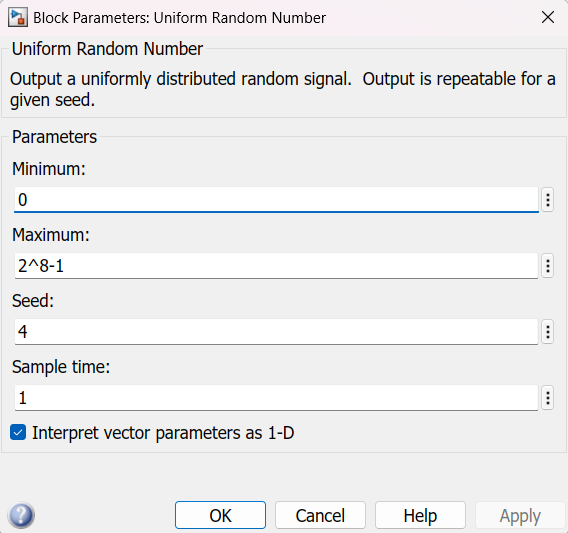 Block Parameters: Uniform Random Number
Uniform Random Number
Output a uniformly distributed random signal.  Output is repeatable for a
given seed.
Parameters
Minimum:
0
Maximum:
2^8-1
Seed:
4
Sample time:
1
Interpret vector parameters as 1-D
OK Cancel Help Apply